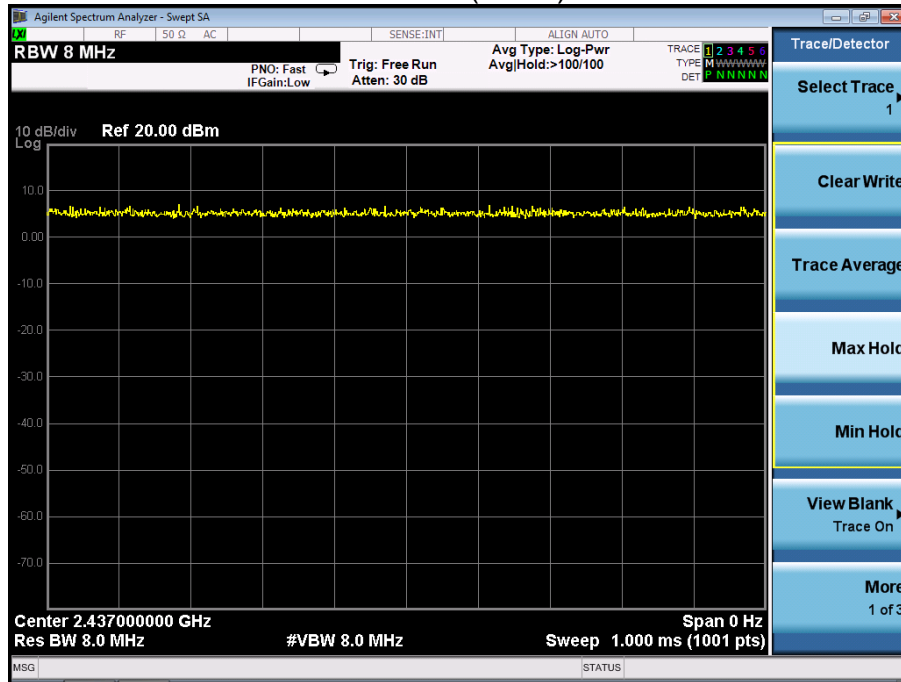 Agilent Spectrum Analyzer - Swept SA
LXI RF 50 Ω AC SENSE:INT ALIGN AUTO
RBW 8 MHz
PNO: Fast
IFGain:Low
Trig: Free Run
Atten: 30 dB
Avg Type: Log-Pwr
Avg|Hold:>100/100
TRACE 1 2 3 4 5 6
TYPE M WWWWW
DET P N N N N N
10 dB/div Ref 20.00 dBm
Log
10.0
0.00
-10.0
-20.0
-30.0
-40.0
-50.0
-60.0
-70.0
Center 2.437000000 GHz Span 0 Hz
Res BW 8.0 MHz #VBW 8.0 MHz Sweep 1.000 ms (1001 pts)
MSG STATUS
Trace/Detector
Select Trace
1
Clear Write
Trace Average
Max Hold
Min Hold
View Blank
Trace On
More
1 of 3